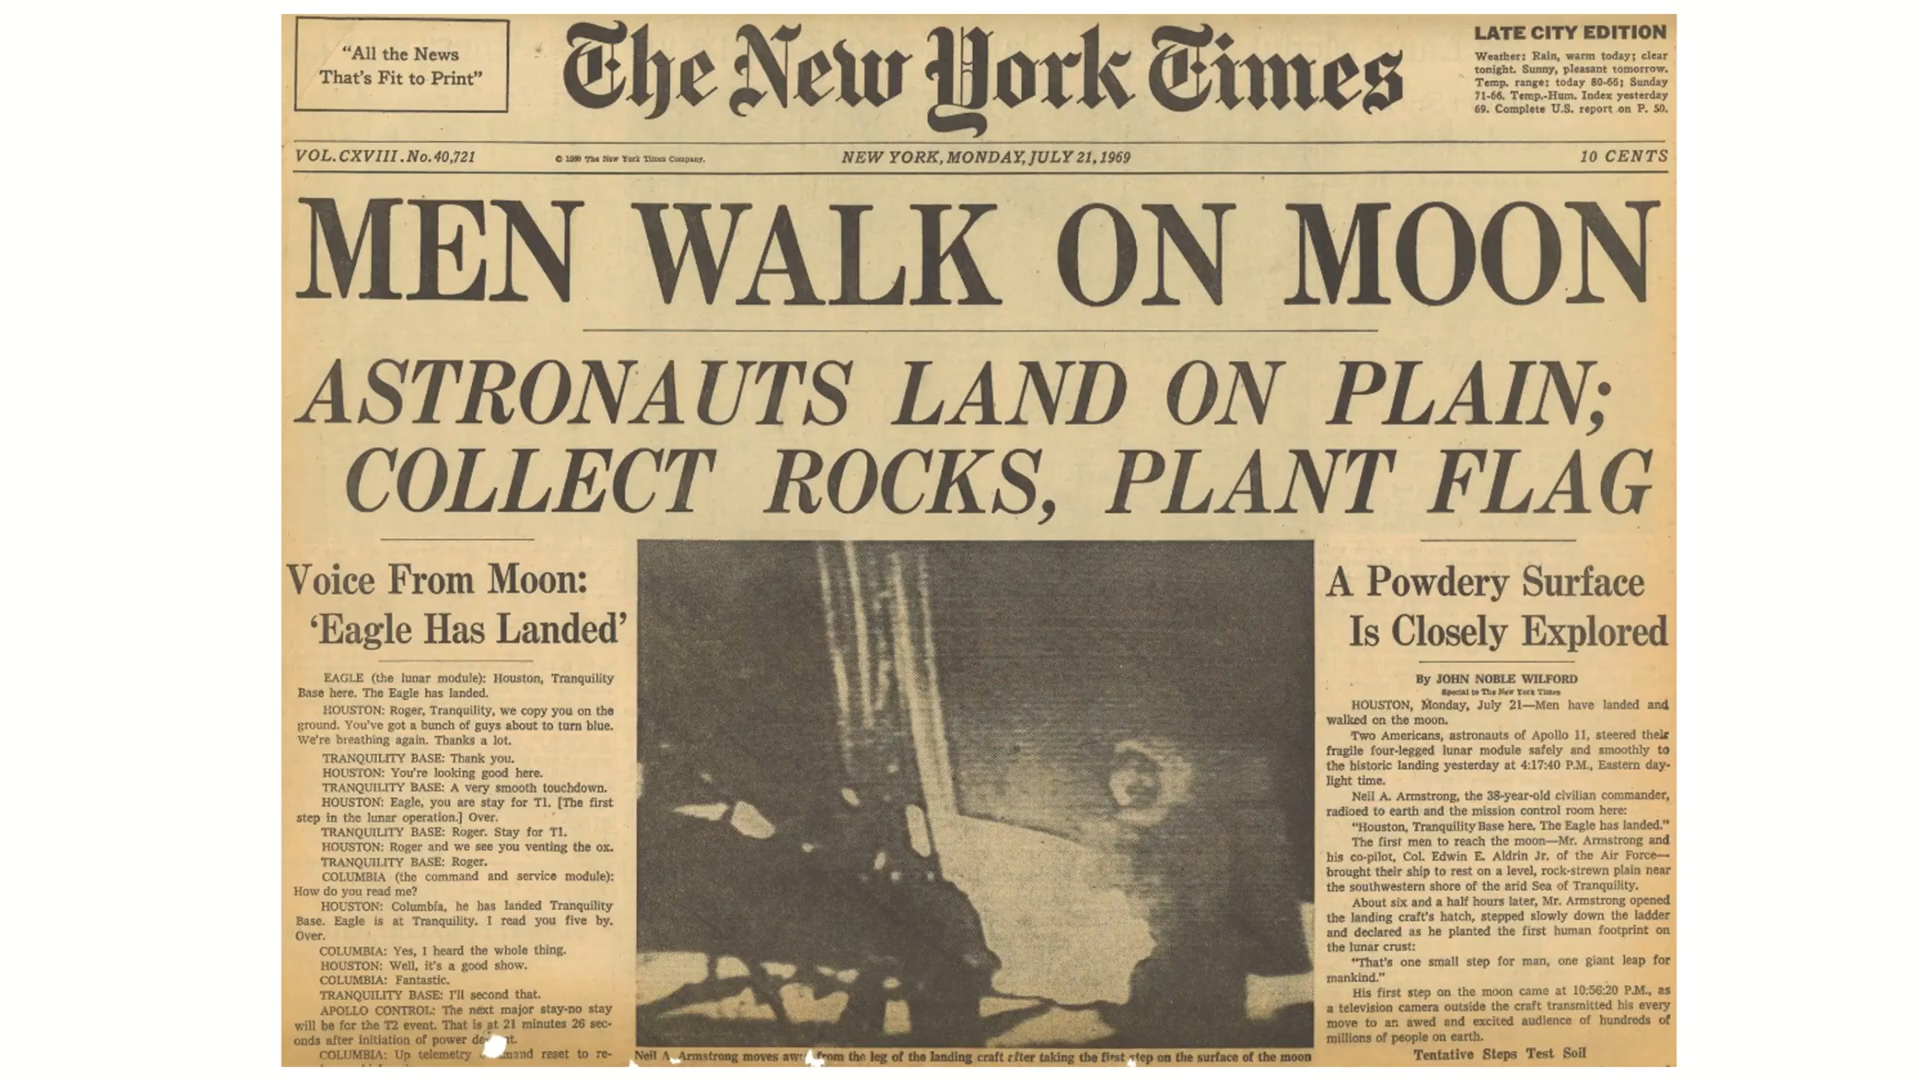 "All the News
That's Fit to Print"
The New York Times
LATE CITY EDITION
Weather: Rain, warm today; clear
tonight. Sunny, pleasant tomorrow.
Temp. range: today 80-66; Sunday
71-66. Temp.-Hum. Index yesterday
69. Complete U.S. report on P. 50.
VOL. CXVIII. No. 40,721
© 1969 The New York Times Company.
NEW YORK, MONDAY, JULY 21, 1969
10 CENTS
MEN WALK ON MOON
ASTRONAUTS LAND ON PLAIN;
COLLECT ROCKS, PLANT FLAG
Voice From Moon:
'Eagle Has Landed'
EAGLE (the lunar module): Houston, Tranquility
Base here. The Eagle has landed.
HOUSTON: Roger, Tranquility, we copy you on the
ground. You've got a bunch of guys about to turn blue.
We're breathing again. Thanks a lot.
TRANQUILITY BASE: Thank you.
HOUSTON: You're looking good here.
TRANQUILITY BASE: A very smooth touchdown.
HOUSTON: Eagle, you are stay for T1. [The first
step in the lunar operation.] Over.
TRANQUILITY BASE: Roger. Stay for T1.
HOUSTON: Roger and we see you venting the ox.
TRANQUILITY BASE: Roger.
COLUMBIA (the command and service module):
How do you read me?
HOUSTON: Columbia, he has landed Tranquility
Base. Eagle is at Tranquility. I read you five by.
Over.
COLUMBIA: Yes, I heard the whole thing.
HOUSTON: Well, it's a good show.
COLUMBIA: Fantastic.
TRANQUILITY BASE: I'll second that.
APOLLO CONTROL: The next major stay-no stay
will be for the T2 event. That is at 21 minutes 26 sec-
onds after initiation of power
COLUMBIA: Up telemetry reset to re-
Neil A. Armstrong moves away from the leg of the landing craft after taking the first step on the surface of the moon
A Powdery Surface
Is Closely Explored
By JOHN NOBLE WILFORD
Special to The New York Times
HOUSTON, Monday, July 21—Men have landed and
walked on the moon.
Two Americans, astronauts of Apollo 11, steered their
fragile four-legged lunar module safely and smoothly to
the historic landing yesterday at 4:17:40 P.M., Eastern day-
light time.
Neil A. Armstrong, the 38-year-old civilian commander,
radioed to earth and the mission control room here:
"Houston, Tranquility Base here. The Eagle has landed."
The first men to reach the moon—Mr. Armstrong and
his co-pilot, Col. Edwin E. Aldrin Jr. of the Air Force—
brought their ship to rest on a level, rock-strewn plain near
the southwestern shore of the arid Sea of Tranquility.
About six and a half hours later, Mr. Armstrong opened
the landing craft's hatch, stepped slowly down the ladder
and declared as he planted the first human footprint on
the lunar crust:
"That's one small step for man, one giant leap for
mankind."
His first step on the moon came at 10:56:20 P.M., as
a television camera outside the craft transmitted his every
move to an awed and excited audience of hundreds of
millions of people on earth.
Tentative Steps Test Soil